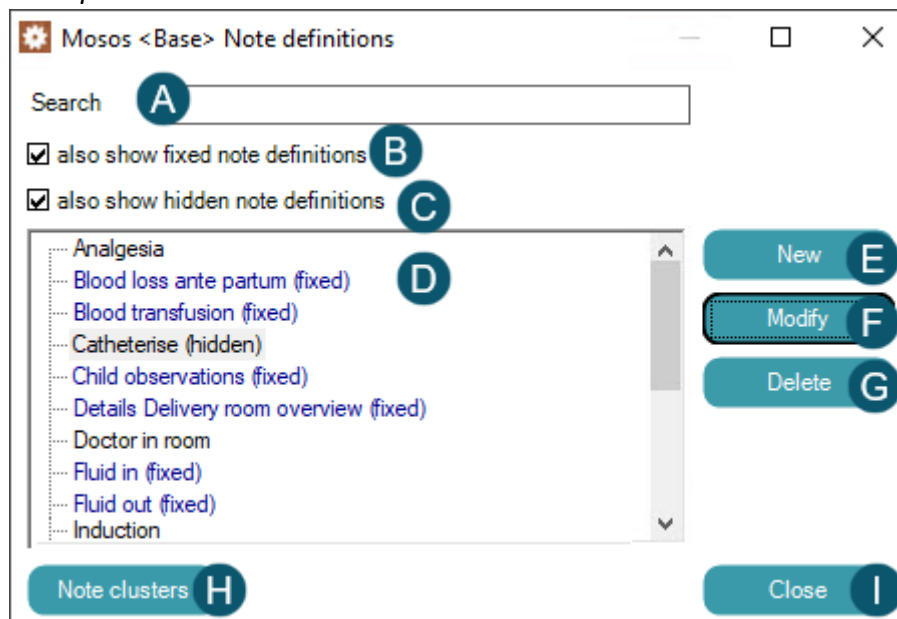 Mosos <Base> Note definitions
Search A
also show fixed note definitions B
also show hidden note definitions C
Analgesia
Blood loss ante partum (fixed) D
Blood transfusion (fixed)
Catheterise (hidden)
Child observations (fixed)
Details Delivery room overview (fixed)
Doctor in room
Fluid in (fixed)
Fluid out (fixed)
Induction
New E
Modify F
Delete G
Note clusters H
Close I